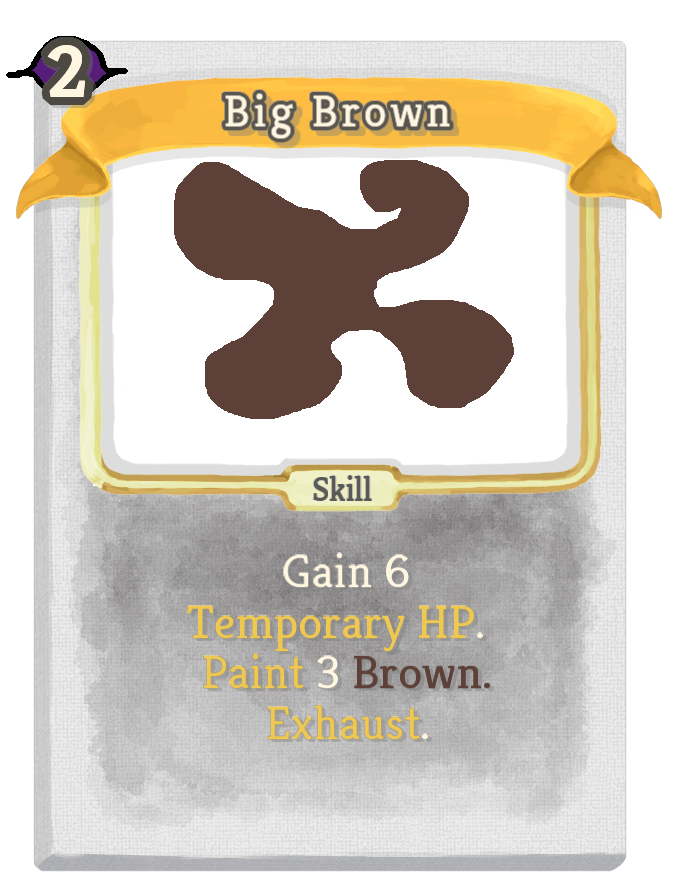 2
Big Brown
Skill
Gain 6
Temporary HP.
Paint 3 Brown.
Exhaust.